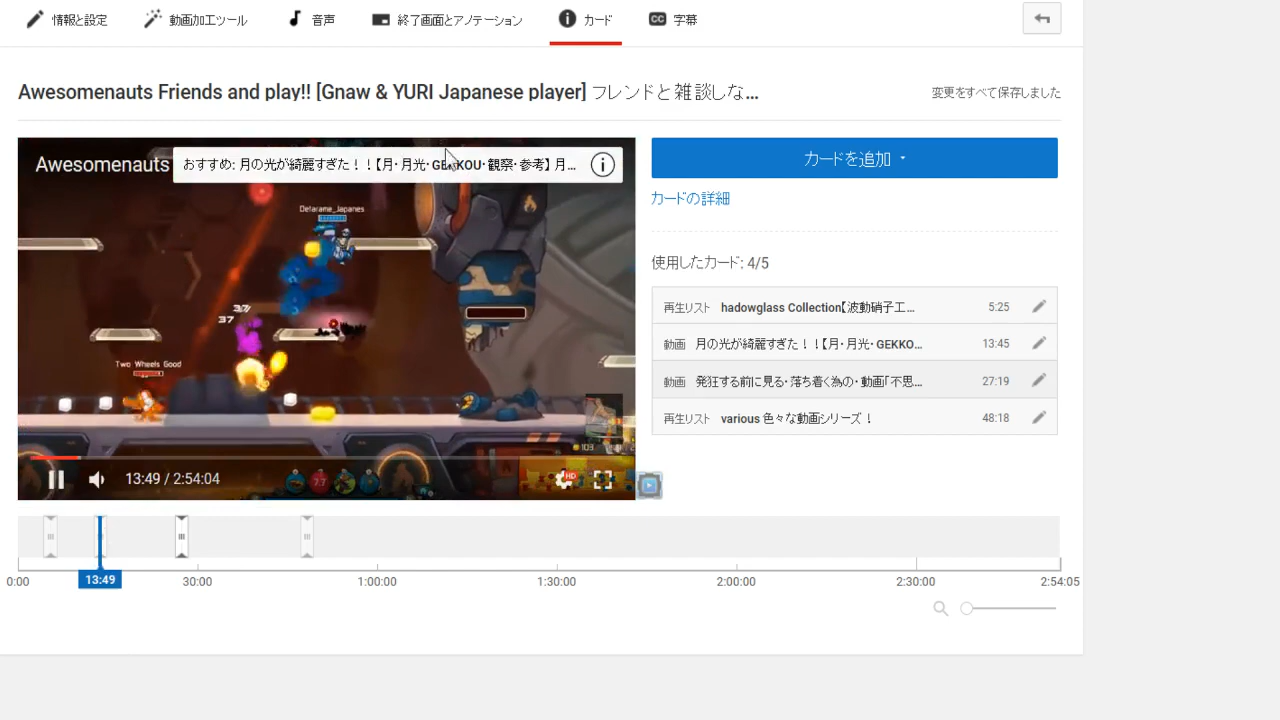 情報と設定
動画加工ツール
音声
終了画面とアノテーション
カード
CC 字幕
Awesomenauts Friends and play!! [Gnaw & YURI Japanese player] フレンドと雑談しな...
変更をすべて保存しました
Awesomenauts
おすすめ: 月の光が綺麗すぎた！！【月・月光・GEKKOU・観察・参考】 月...
Delarame_Japanes
37
37
Two Wheels Good
103
7.7
13:49 / 2:54:04
HD
カードを追加
カードの詳細
使用したカード: 4/5
再生リスト hadowglass Collection【波動硝子工... 5:25
動画 月の光が綺麗すぎた！！【月・月光・GEKKO... 13:45
動画 発狂する前に見る・落ち着く為の・動画「不思... 27:19
再生リスト various 色々な動画シリーズ！ 48:18
0:00 13:49 30:00 1:00:00 1:30:00 2:00:00 2:30:00 2:54:05